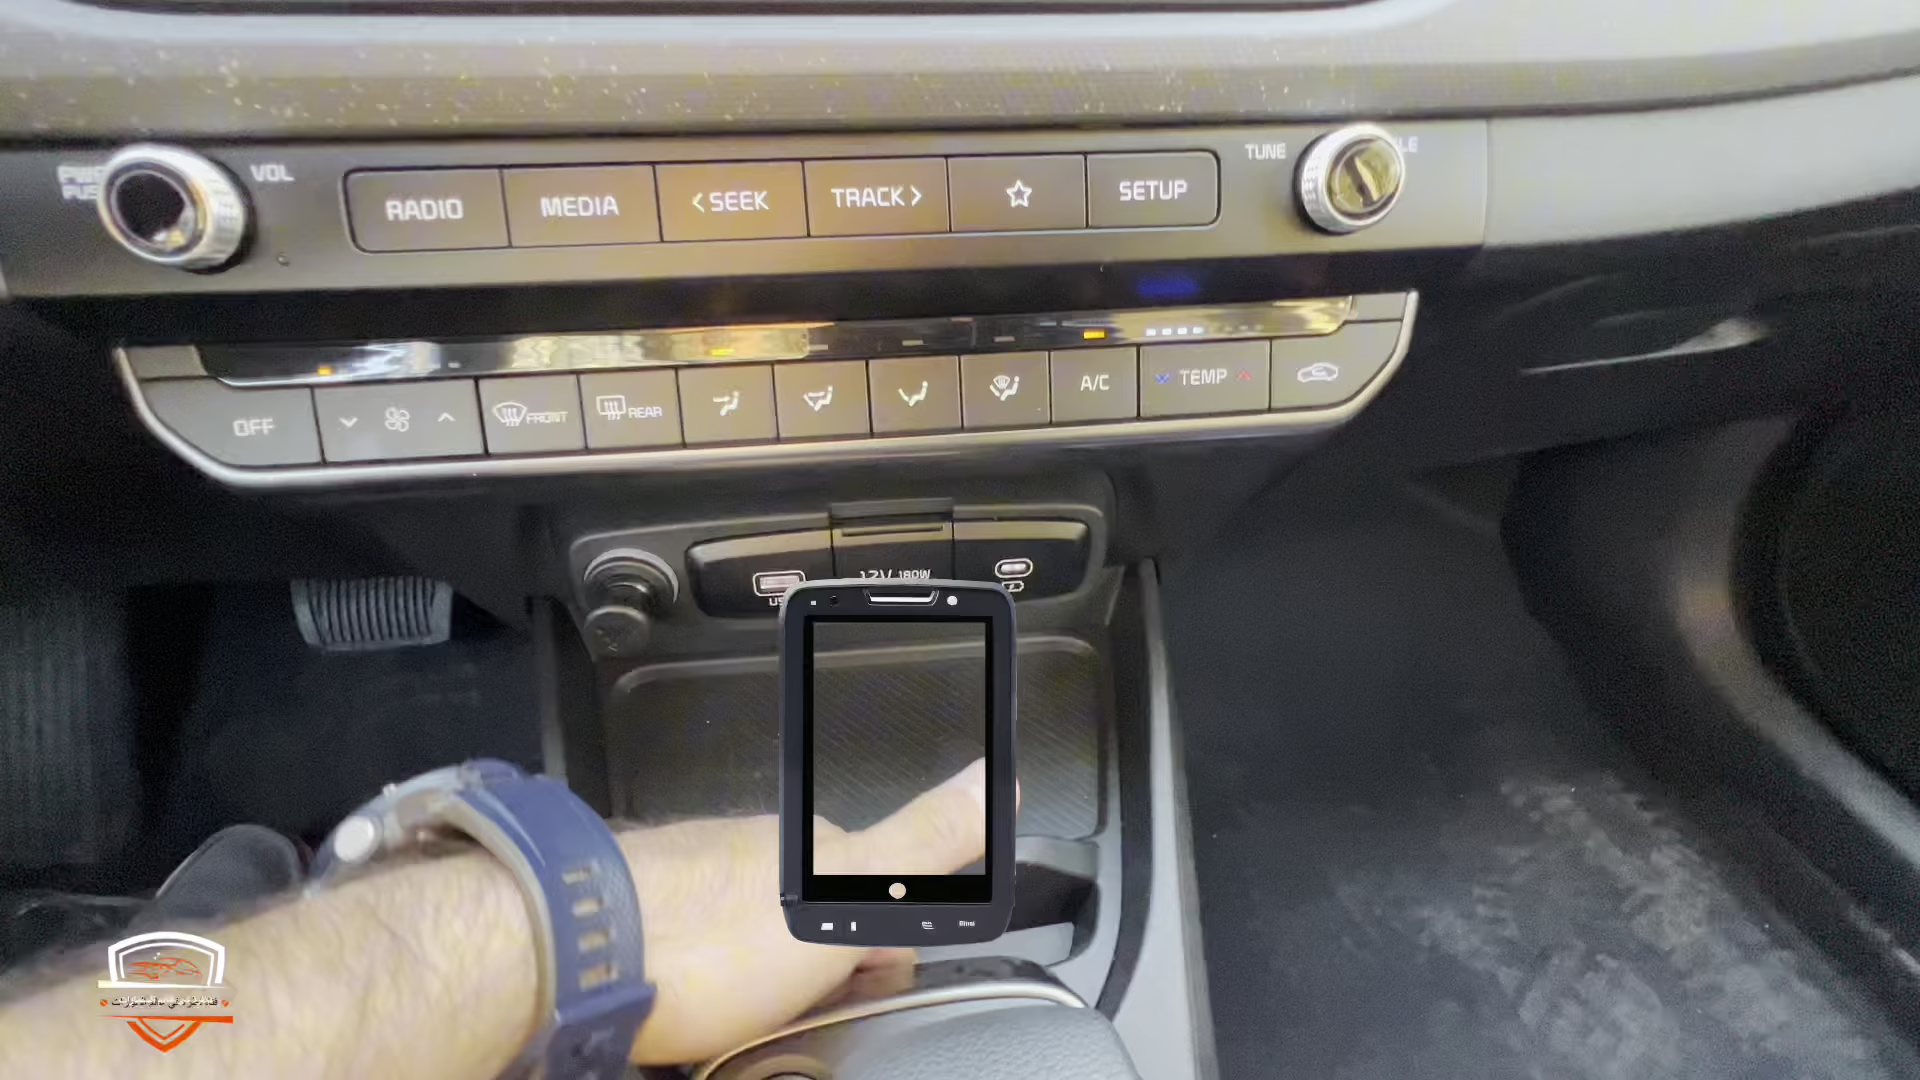 VOL
TUNE
RADIO
MEDIA
< SEEK
TRACK >
SETUP
OFF
FRONT
REAR
A/C
TEMP
12V 180W